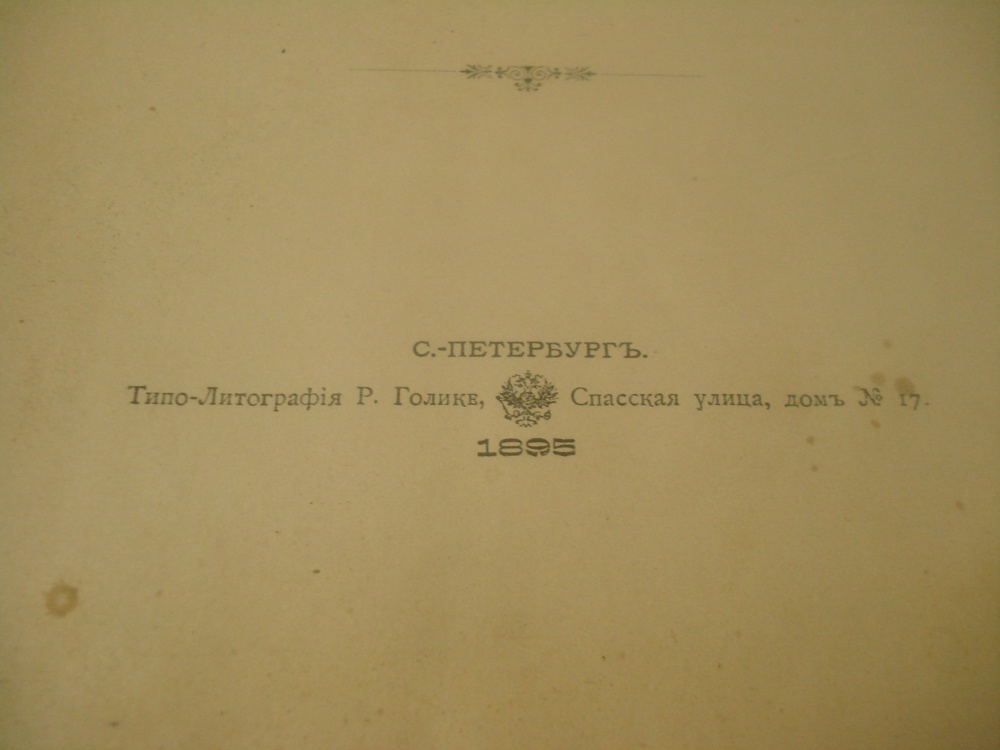 С.-ПЕТЕРБУРГЪ.
Типо-Литографія Р. Голике, Спасская улица, домъ № 17.
1895